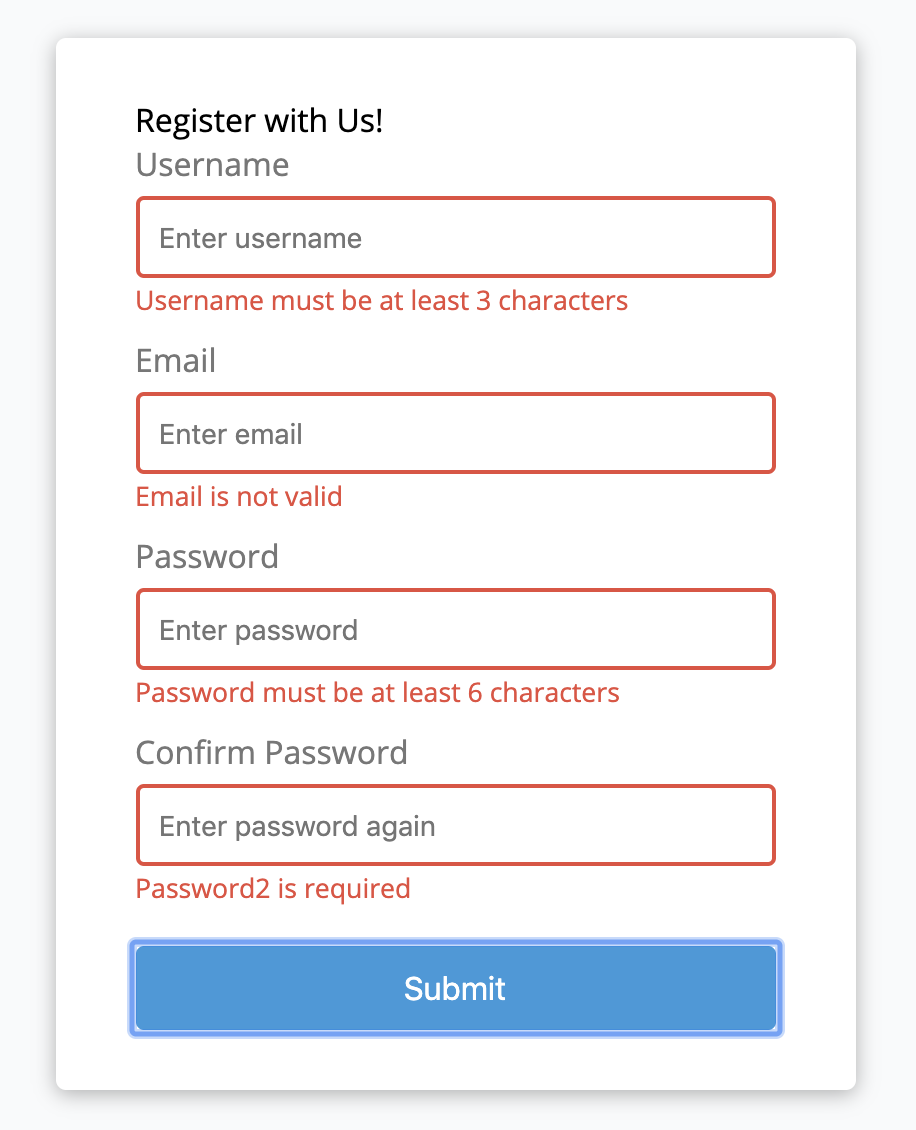 Register with Us!
Username
Enter username
Username must be at least 3 characters
Email
Enter email
Email is not valid
Password
Enter password
Password must be at least 6 characters
Confirm Password
Enter password again
Password2 is required
Submit